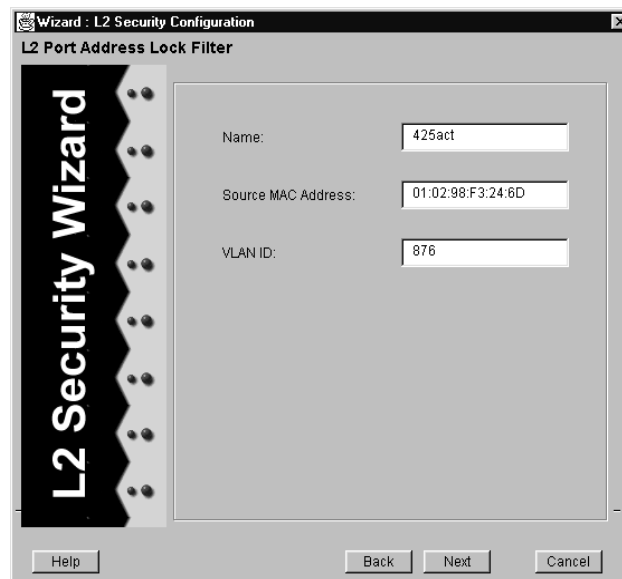 Wizard : L2 Security Configuration
L2 Port Address Lock Filter
L2 Security Wizard
Name: 425act
Source MAC Address: 01:02:98:F3:24:6D
VLAN ID: 876
Help Back Next Cancel